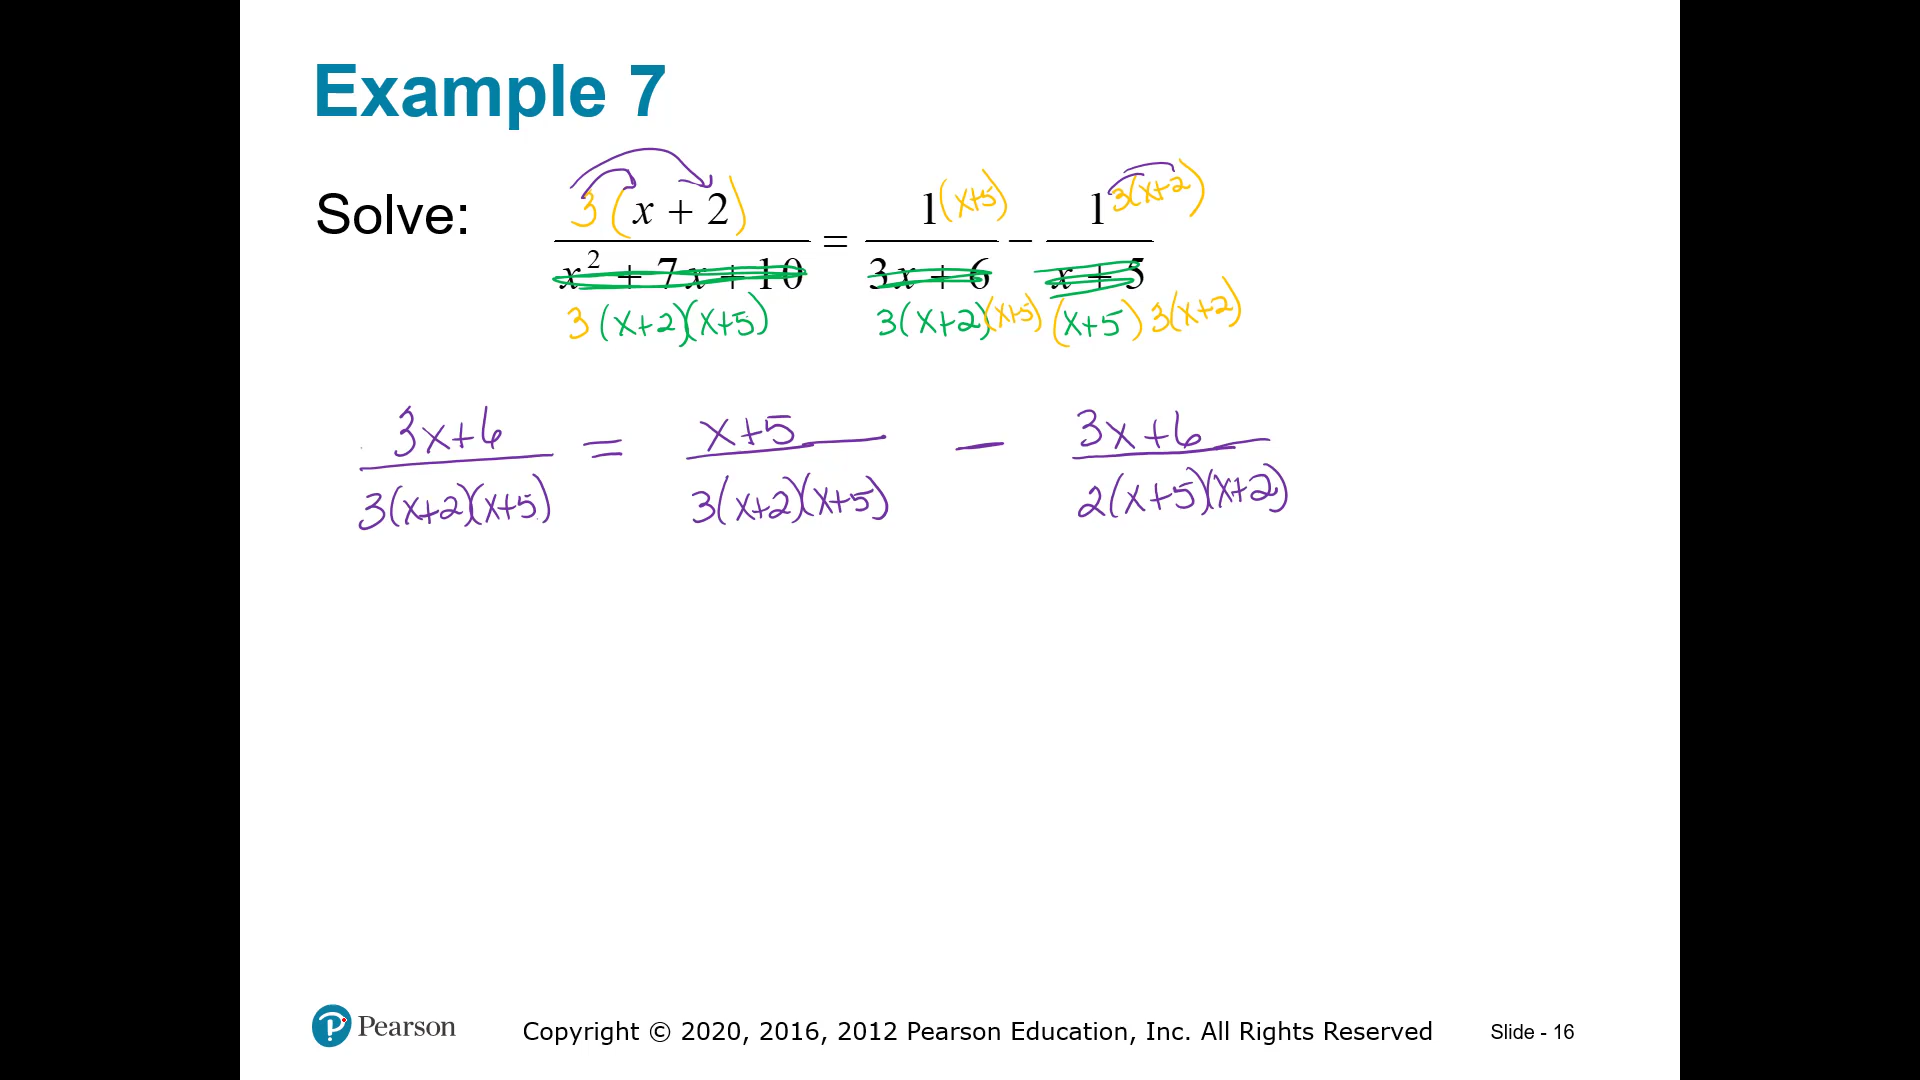 Example 7
Solve: 3(x + 2)/(x² + 7x + 10) = 1(x+5)/(3x + 6) − 1 3(x+2)/(x + 5)
3(x+2)(x+5) 3(x+2)(x+5) (x+5)3(x+2)
3x+6 = x+5 − 3x+6
3(x+2)(x+5) 3(x+2)(x+5) 2(x+5)(x+2)
Pearson Copyright © 2020, 2016, 2012 Pearson Education, Inc. All Rights Reserved Slide - 16